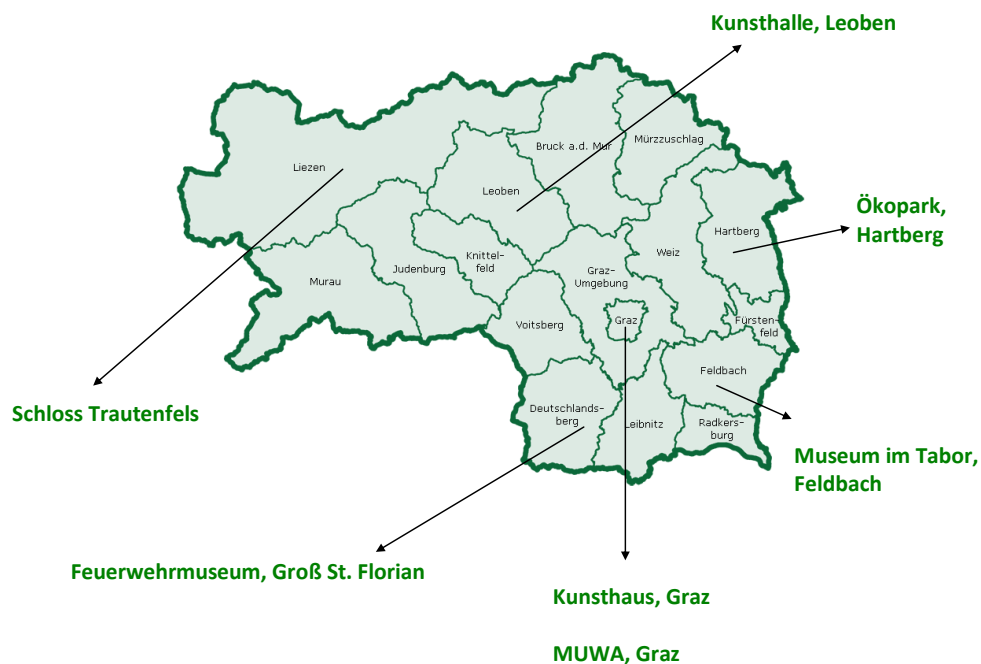 Kunsthalle, Leoben
Bruck a.d. Mur
Mürzzuschlag
Liezen
Leoben
Ökopark,
Hartberg
Hartberg
Weiz
Knittel-
feld
Judenburg
Murau
Graz-
Umgebung
Graz
Voitsberg
Fürsten-
feld
Feldbach
Schloss Trautenfels
Deutschlands-
berg
Leibnitz
Radkers-
burg
Museum im Tabor,
Feldbach
Feuerwehrmuseum, Groß St. Florian
Kunsthaus, Graz
MUWA, Graz